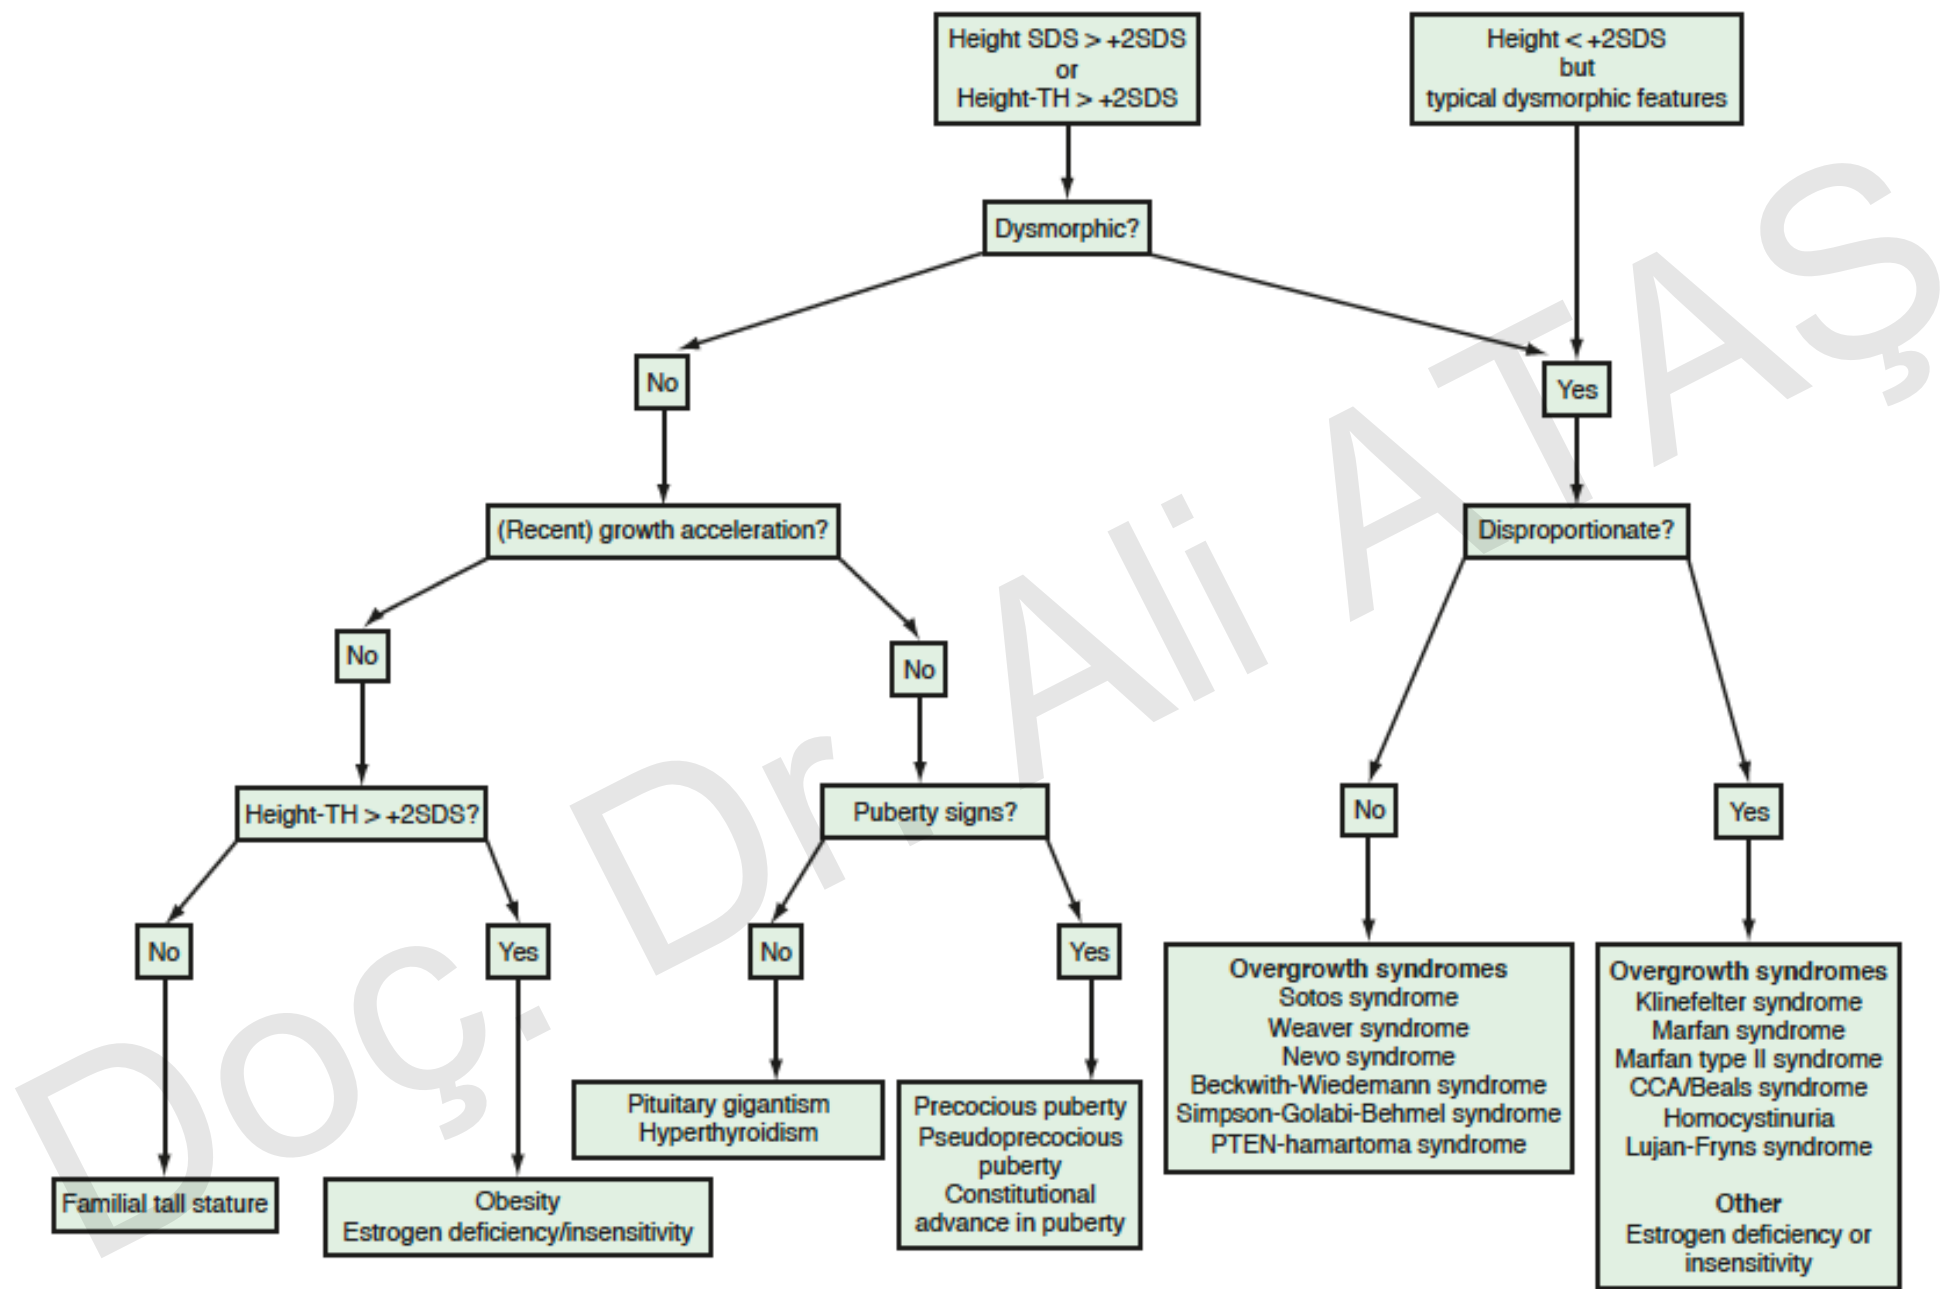 Height SDS > +2SDS
or
Height-TH > +2SDS
Height < +2SDS
but
typical dysmorphic features
Dysmorphic?
No
Yes
(Recent) growth acceleration?
Disproportionate?
No
No
Height-TH > +2SDS?
Puberty signs?
No
Yes
No
Yes
No
Yes
Familial tall stature
Obesity
Estrogen deficiency/insensitivity
Pituitary gigantism
Hyperthyroidism
Precocious puberty
Pseudoprecocious
puberty
Constitutional
advance in puberty
Overgrowth syndromes
Sotos syndrome
Weaver syndrome
Nevo syndrome
Beckwith-Wiedemann syndrome
Simpson-Golabi-Behmel syndrome
PTEN-hamartoma syndrome
Overgrowth syndromes
Klinefelter syndrome
Marfan syndrome
Marfan type II syndrome
CCA/Beals syndrome
Homocystinuria
Lujan-Fryns syndrome
Other
Estrogen deficiency or
insensitivity
Doç. Dr. Ali ATAŞ